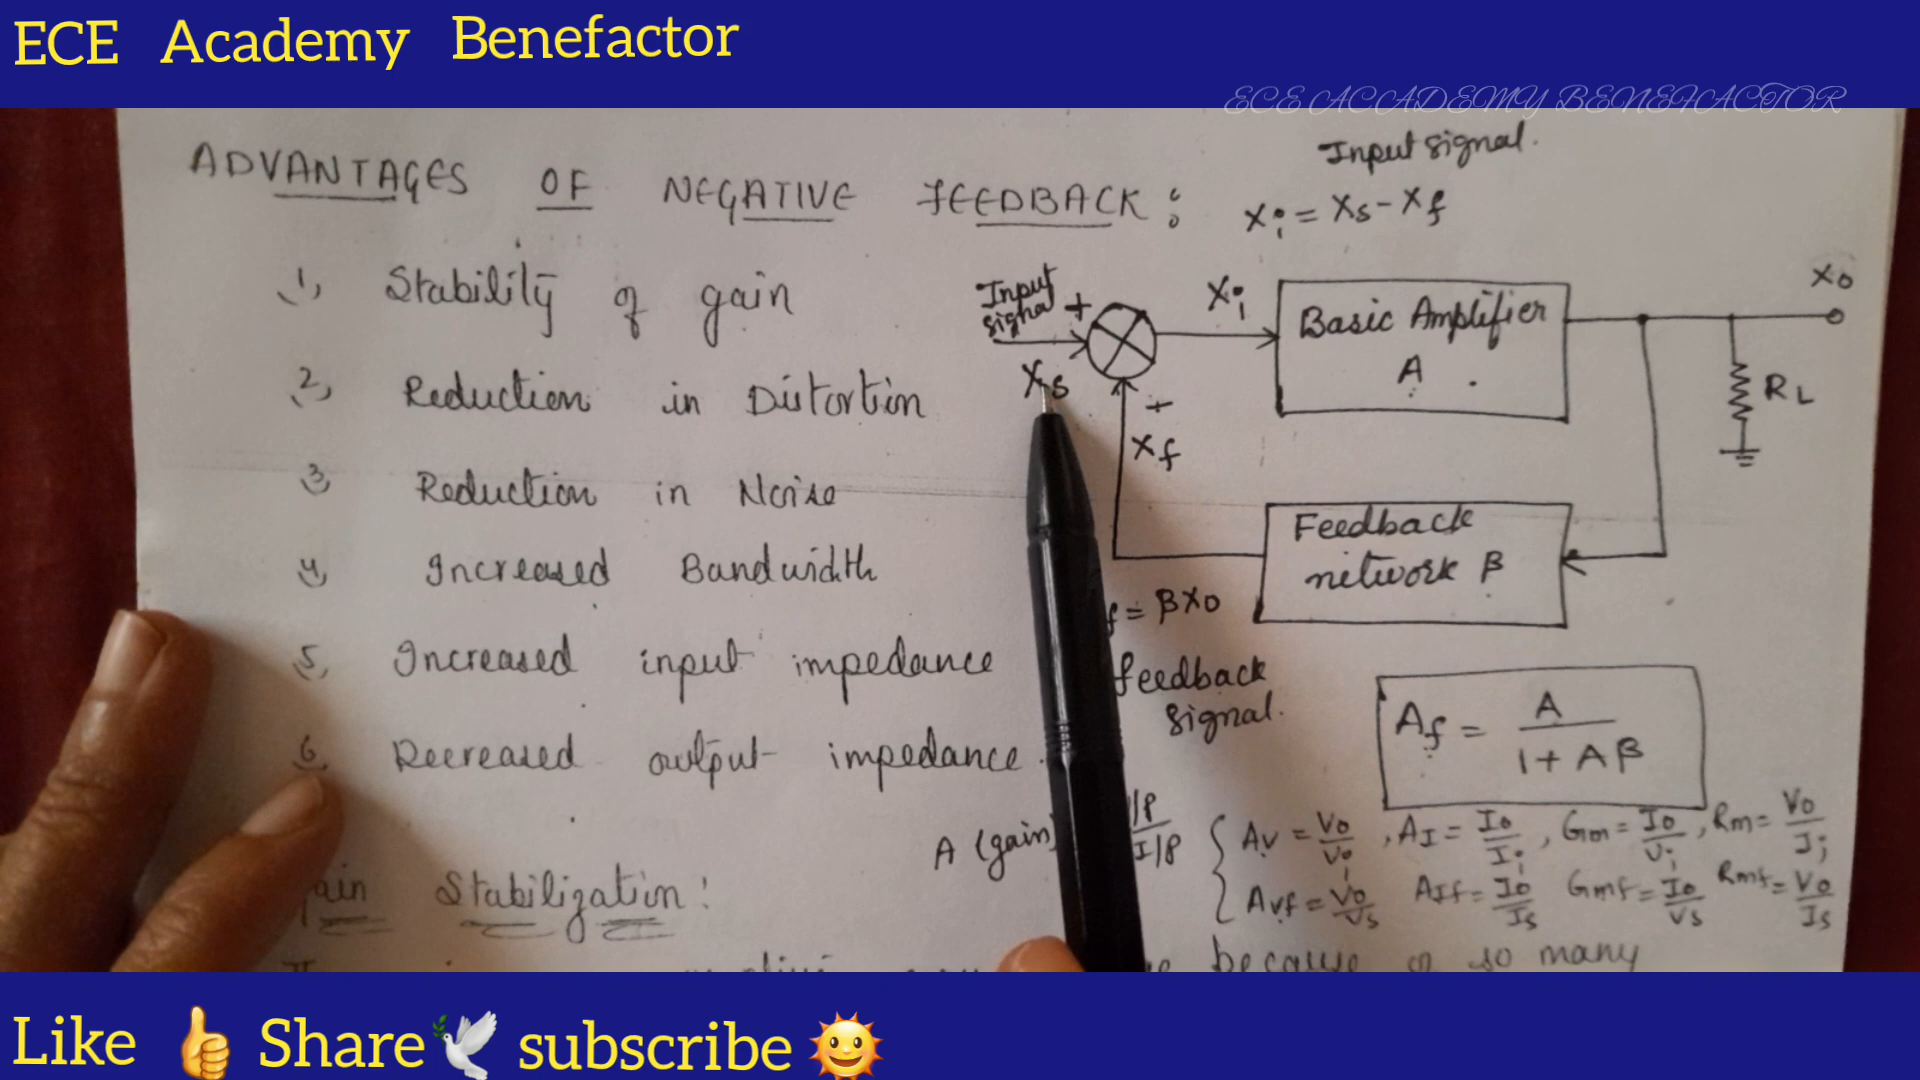 ECE Academy Benefactor
ECE ACCADEMY BENEFACTOR
ADVANTAGES OF NEGATIVE FEEDBACK :
1, Stability of gain
2, Reduction in Distortion
3, Reduction in Noise
4, Increased Bandwidth
5, Increased input impedance
6, Decreased output impedance
Gain Stabilization :
Input signal.
Xi = Xs - Xf
Input
signal +
Xs
Xi
Basic Amplifier
A
Xo
RL
+
Xf
Feedback
network β
f = βXo
feedback
signal.
Af = A / 1 + Aβ
A (gain) I/P
Av = Vo/Vi , AI = Io/Ii , Gm = Io/Vi , Rm = Vo/Ii
Avf = Vo/Vs AIf = Io/Is Gmf = Io/Vs Rmf = Vo/Is
because of so many
Like 👍 Share 🕊 subscribe 🌞